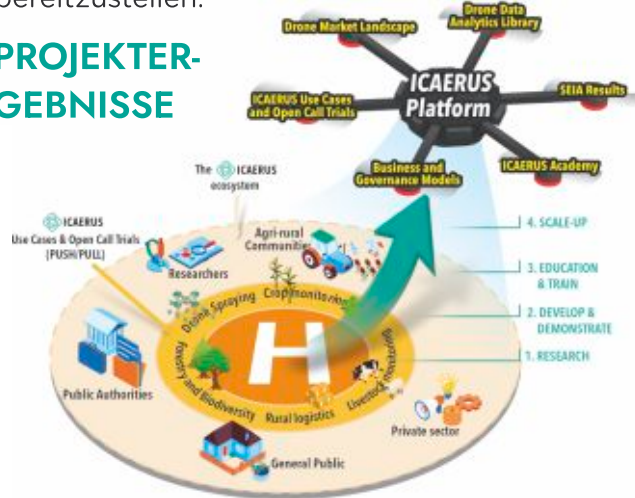 bereitzustellen.
PROJEKTER-
GEBNISSE
Drone Market Landscape
Drone Data
Analytics Library
ICAERUS
Platform
SEIA Results
ICAERUS Use Cases
and Open Call Trials
Business and
Governance Models
ICAERUS Academy
The ICAERUS
ecosystem
ICAERUS
Use Cases & Open Call Trials
(PUSH/PULL)
Researchers
Agri-rural
Communities
4. SCALE-UP
3. EDUCATION
& TRAIN
2. DEVELOP &
DEMONSTRATE
1. RESEARCH
Drone Spraying
Crop monitoring
Forestry and Biodiversity
Rural logistics
Livestock monitoring
H
Public Authorities
Private sector
General Public